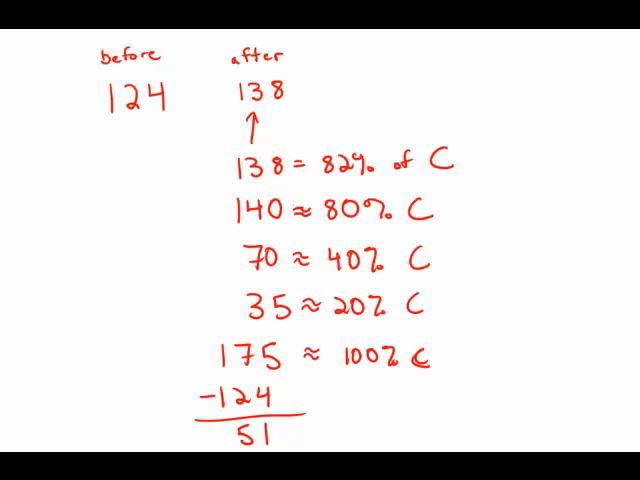 before after
124 138
↑
138 = 82% of C
140 ≈ 80% C
70 ≈ 40% C
35 ≈ 20% C
175 ≈ 100% C
-124
51